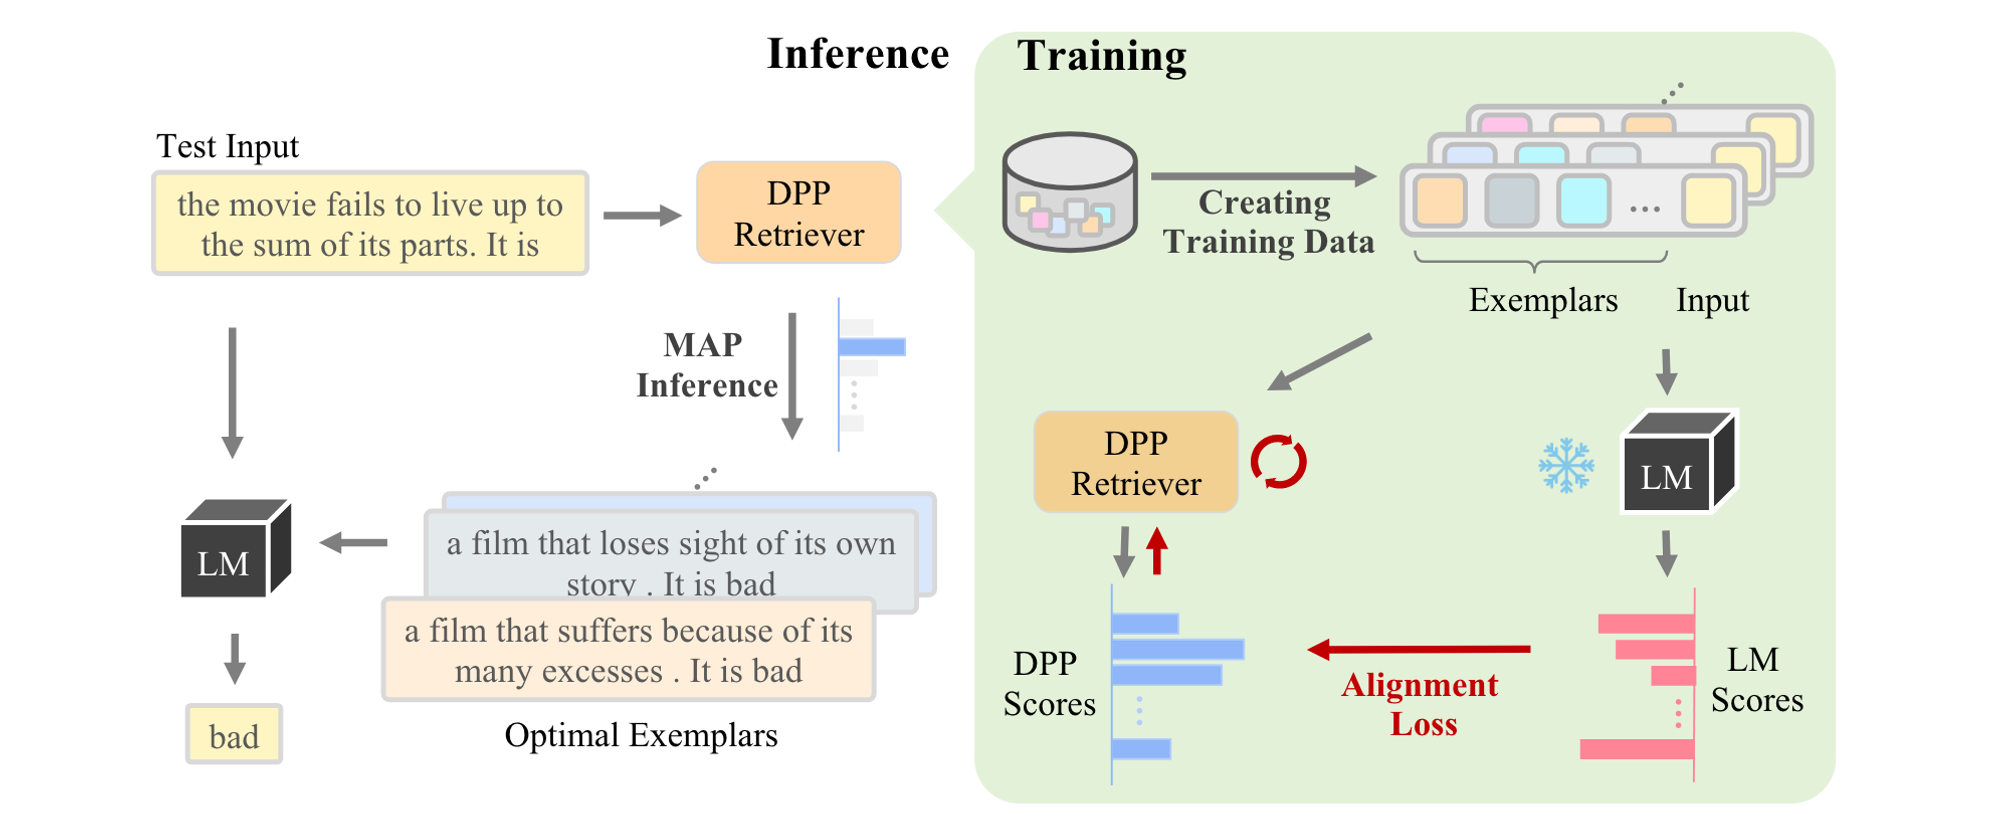 Inference
Training
Test Input
the movie fails to live up to
the sum of its parts. It is
DPP
Retriever
MAP
Inference
LM
a film that loses sight of its own
story . It is bad
a film that suffers because of its
many excesses . It is bad
bad
Optimal Exemplars
Creating
Training Data
...
Exemplars
Input
DPP
Retriever
LM
DPP
Scores
Alignment
Loss
LM
Scores